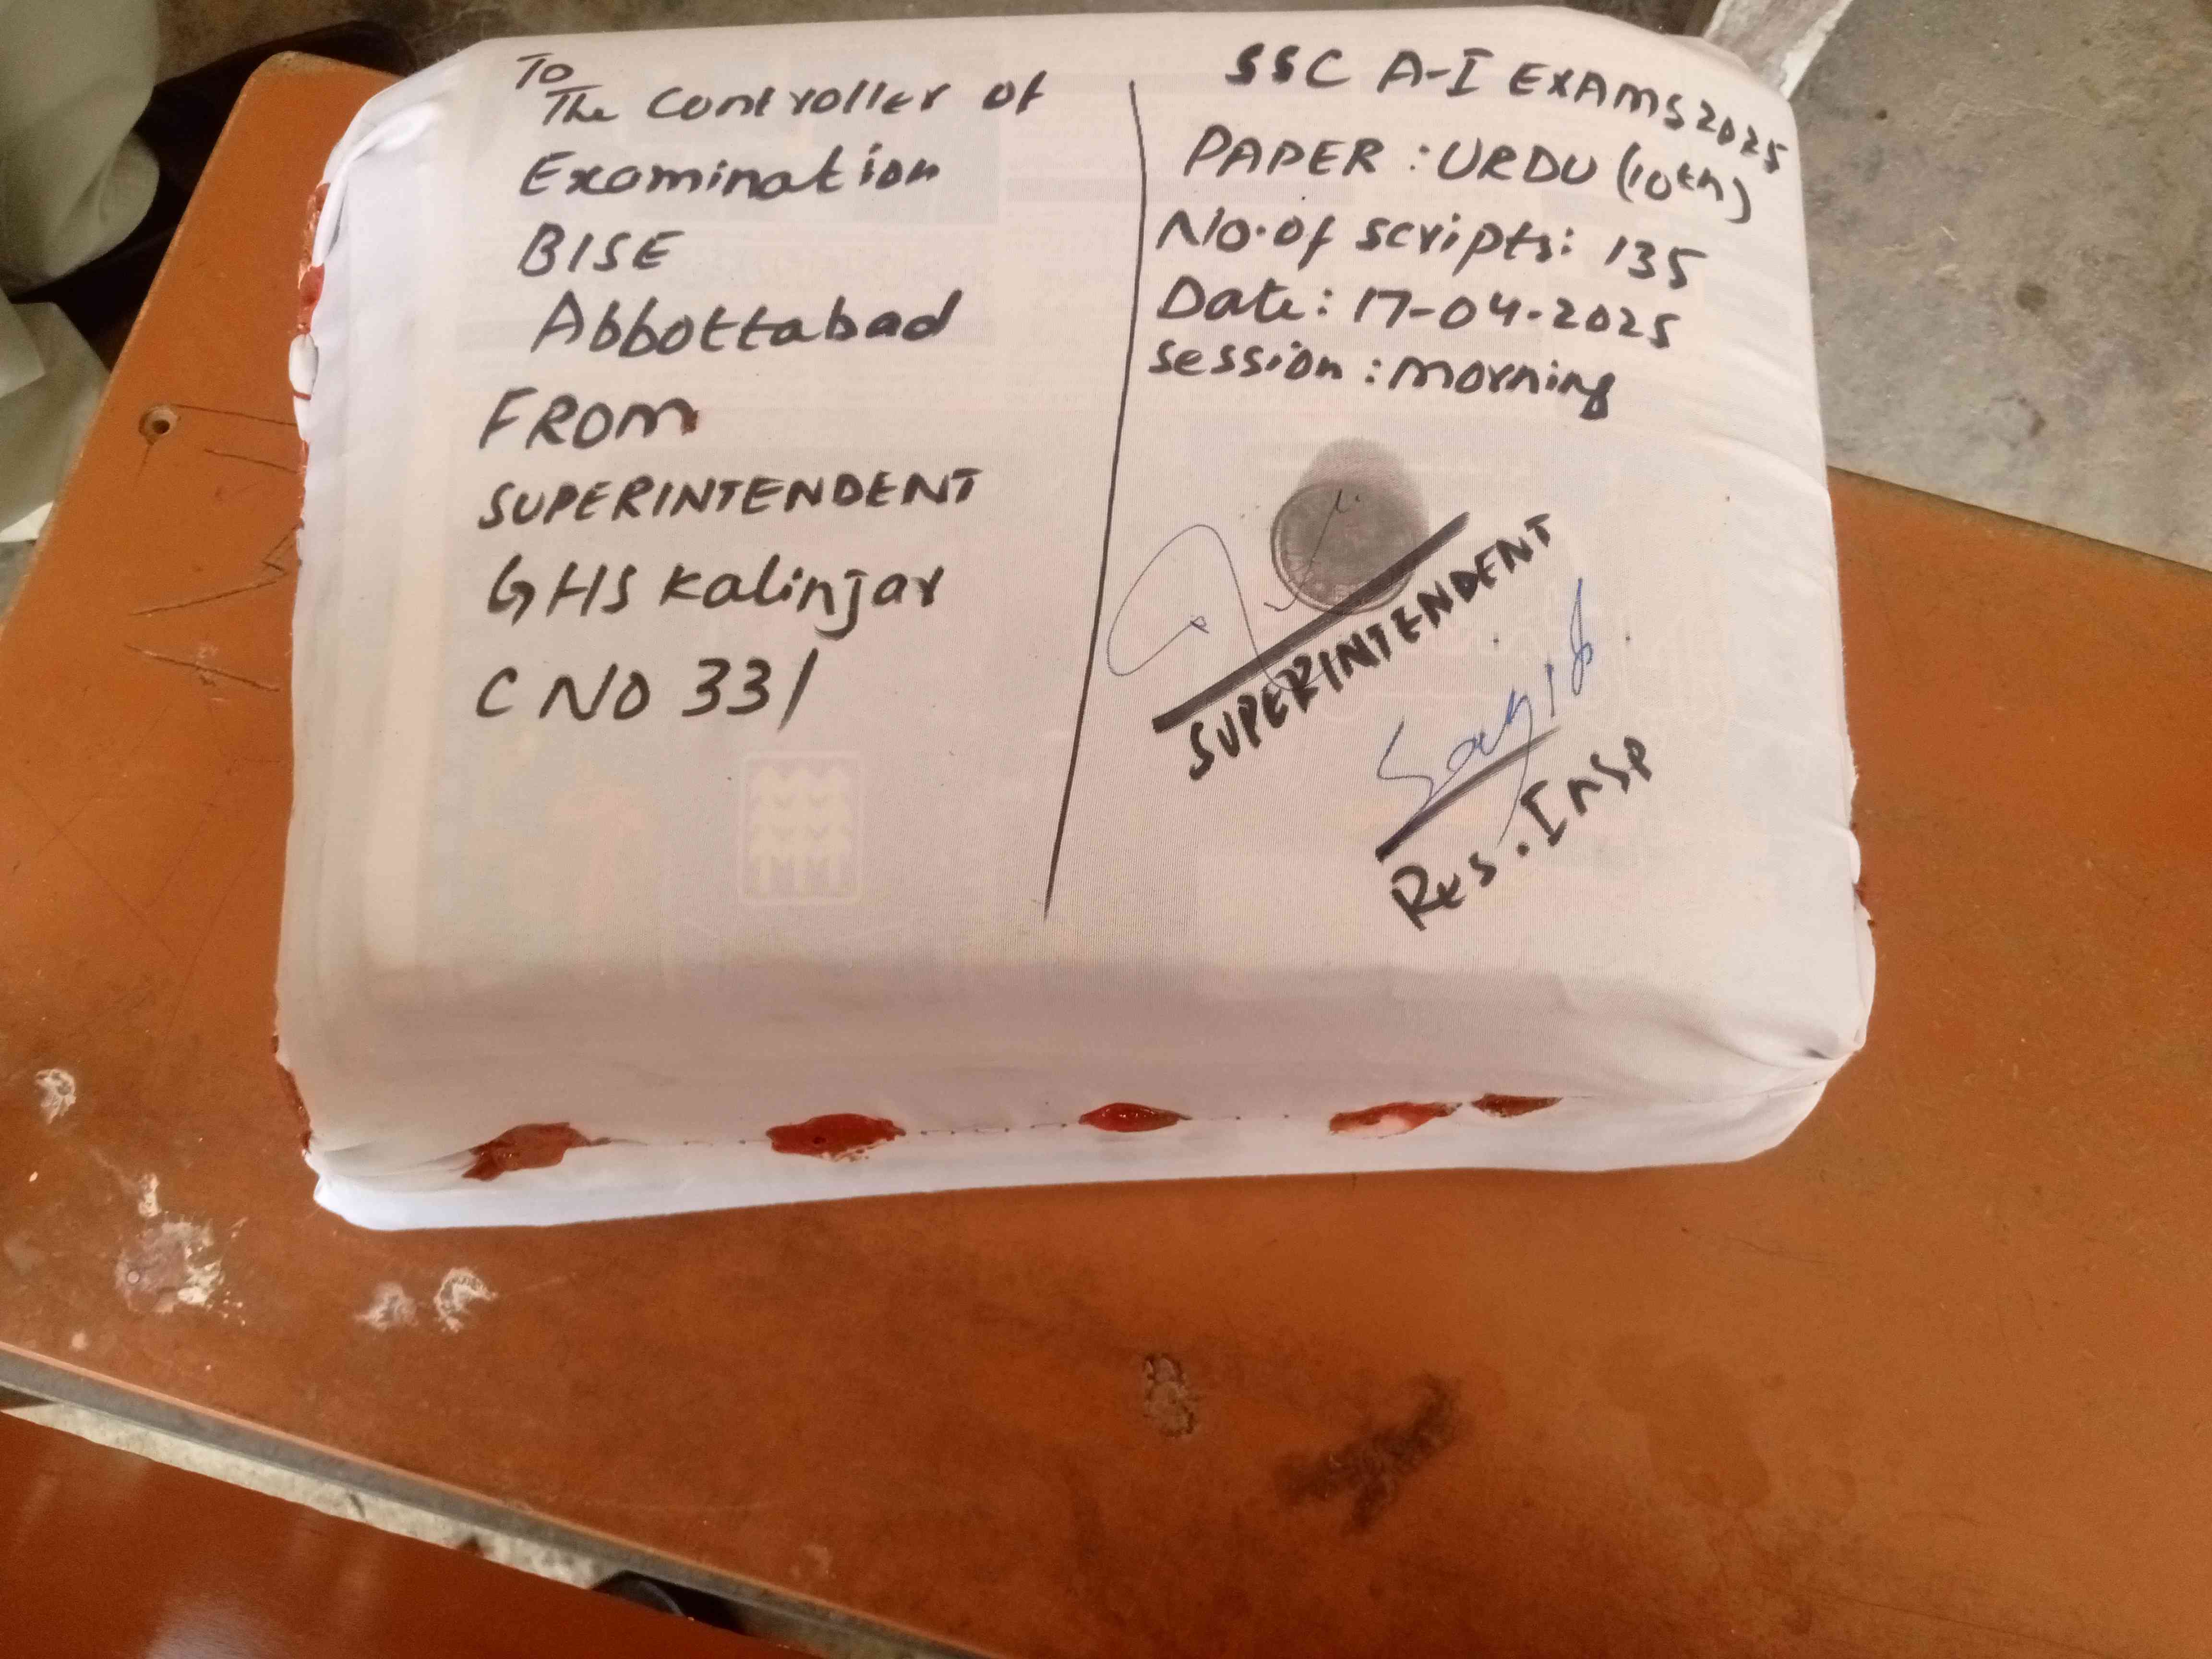 To
The Controller of
Examination
BISE
Abbottabad
FROM
SUPERINTENDENT
GHS Kalinjar
C NO 331
SSC A-I EXAMS 2025
PAPER : URDU (10th)
No. of scripts: 135
Date: 17-04-2025
session : morning
SUPERINTENDENT
Sajid
Res. Insp